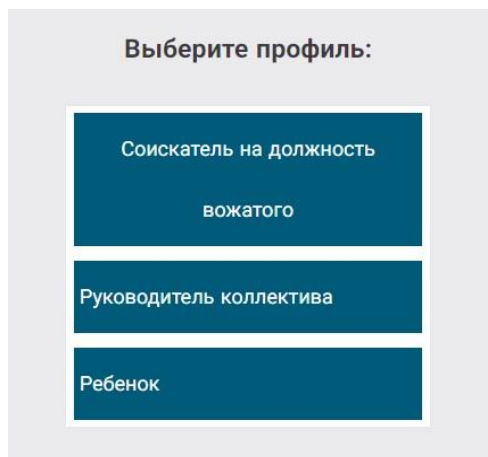 Выберите профиль:
Соискатель на должность
вожатого
Руководитель коллектива
Ребенок